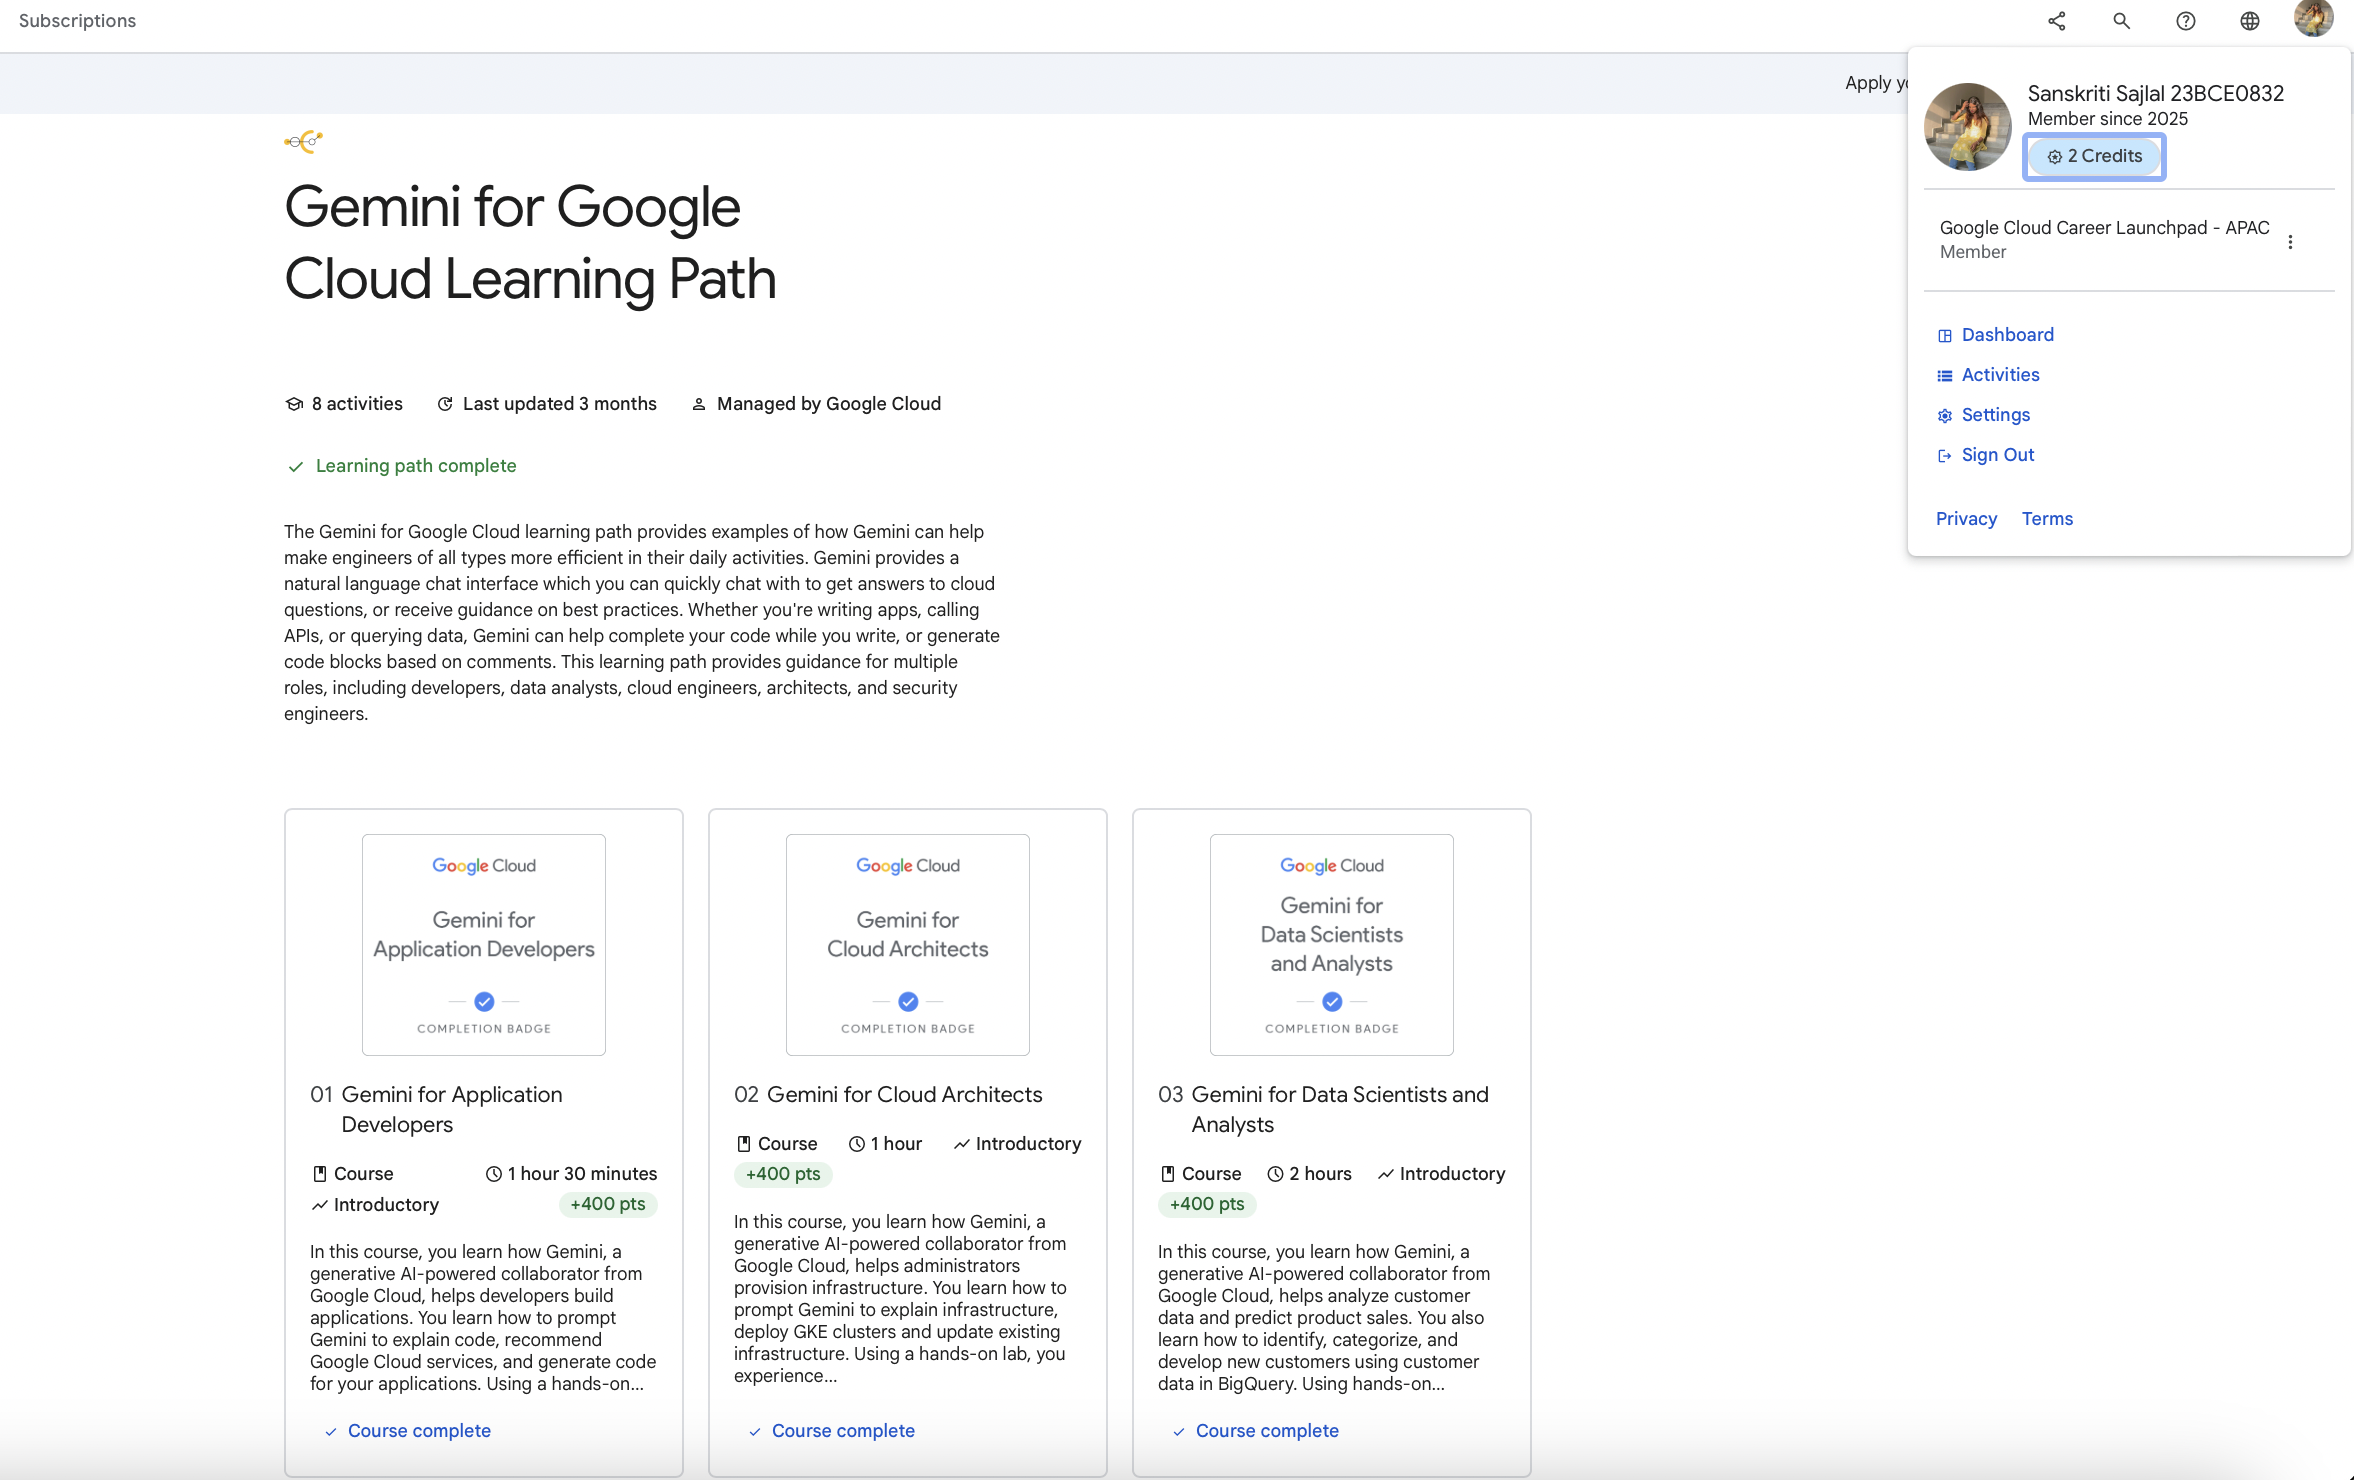 Subscriptions
Apply
Sanskriti Sajlal 23BCE0832
Member since 2025
2 Credits
Google Cloud Career Launchpad - APAC
Member
Dashboard
Activities
Settings
Sign Out
Privacy Terms
Gemini for Google
Cloud Learning Path
8 activities Last updated 3 months Managed by Google Cloud
Learning path complete
The Gemini for Google Cloud learning path provides examples of how Gemini can help
make engineers of all types more efficient in their daily activities. Gemini provides a
natural language chat interface which you can quickly chat with to get answers to cloud
questions, or receive guidance on best practices. Whether you're writing apps, calling
APIs, or querying data, Gemini can help complete your code while you write, or generate
code blocks based on comments. This learning path provides guidance for multiple
roles, including developers, data analysts, cloud engineers, architects, and security
engineers.
Google Cloud
Gemini for
Application Developers
COMPLETION BADGE
01 Gemini for Application
Developers
Course 1 hour 30 minutes
Introductory +400 pts
In this course, you learn how Gemini, a
generative AI-powered collaborator from
Google Cloud, helps developers build
applications. You learn how to prompt
Gemini to explain code, recommend
Google Cloud services, and generate code
for your applications. Using a hands-on...
Course complete
Google Cloud
Gemini for
Cloud Architects
COMPLETION BADGE
02 Gemini for Cloud Architects
Course 1 hour Introductory
+400 pts
In this course, you learn how Gemini, a
generative AI-powered collaborator from
Google Cloud, helps administrators
provision infrastructure. You learn how to
prompt Gemini to explain infrastructure,
deploy GKE clusters and update existing
infrastructure. Using a hands-on lab, you
experience...
Course complete
Google Cloud
Gemini for
Data Scientists
and Analysts
COMPLETION BADGE
03 Gemini for Data Scientists and
Analysts
Course 2 hours Introductory
+400 pts
In this course, you learn how Gemini, a
generative AI-powered collaborator from
Google Cloud, helps analyze customer
data and predict product sales. You also
learn how to identify, categorize, and
develop new customers using customer
data in BigQuery. Using hands-on...
Course complete